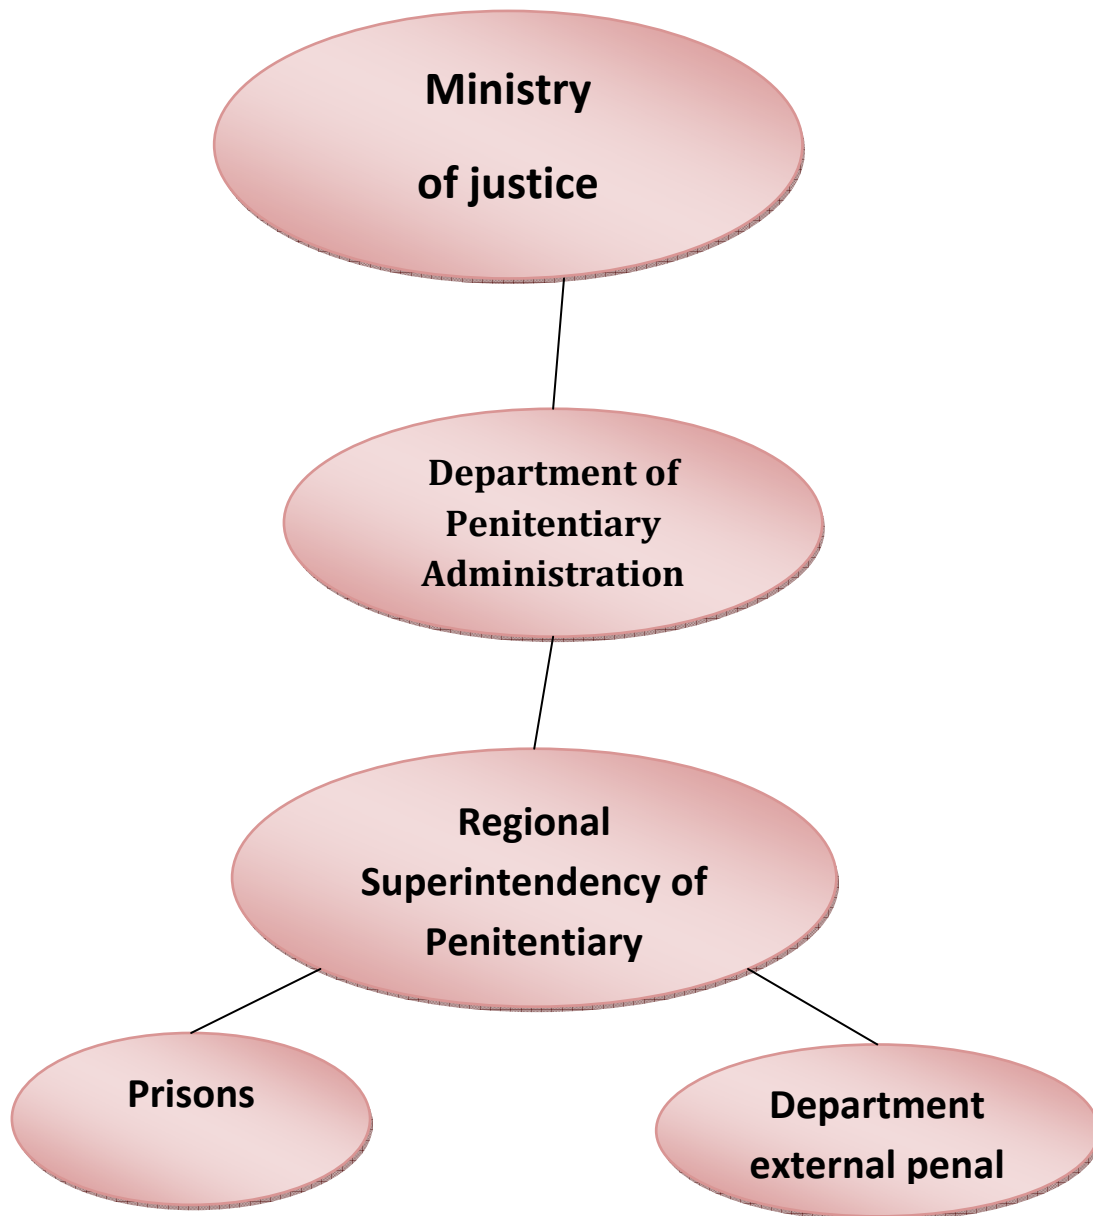 Ministry
of justice
Department of
Penitentiary
Administration
Regional
Superintendency of
Penitentiary
Prisons
Department
external penal